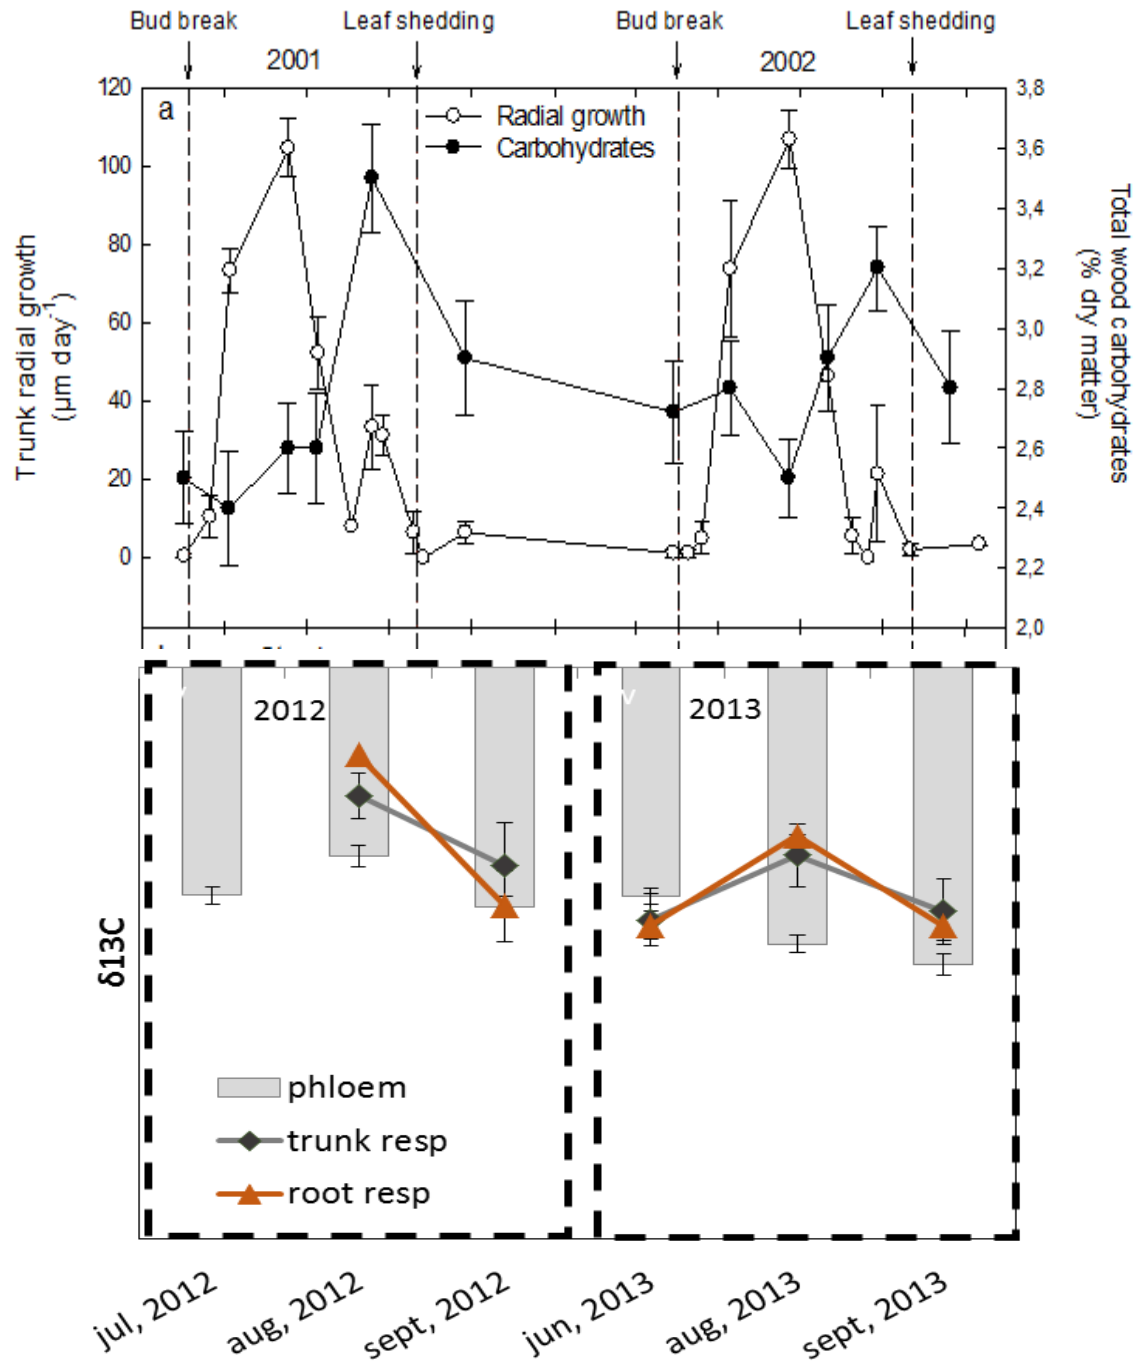 Bud break Leaf shedding Bud break Leaf shedding
2001 2002
a
Radial growth
Carbohydrates
120
100
80
60
40
20
0
Trunk radial growth
(µm day-1)
3,8
3,6
3,4
3,2
3,0
2,8
2,6
2,4
2,2
2,0
Total wood carbohydrates
(% dry matter)
2012 2013
v
δ13C
phloem
trunk resp
root resp
jul, 2012
aug, 2012
sept, 2012
jun, 2013
aug, 2013
sept, 2013